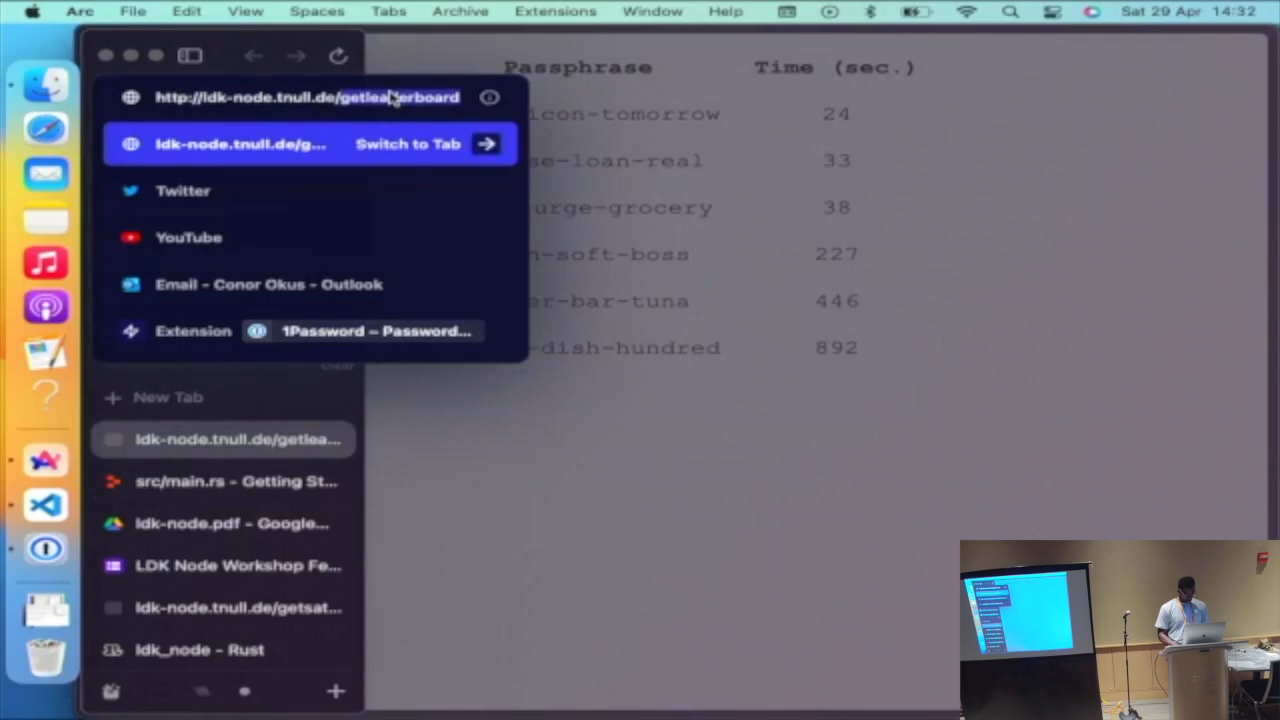 Arc File Edit View Spaces Tabs Archive Extensions Window Help Sat 29 Apr 14:32
Passphrase Time (sec.)
http://ldk-node.tnull.de/getleaderboard
icon-tomorrow 24
ldk-node.tnull.de/g... Switch to Tab
se-loan-real 33
Twitter
urge-grocery 38
YouTube
-soft-boss 227
Email - Conor Okus - Outlook
er-bar-tuna 446
Extension 1Password – Password...
-dish-hundred 892
Clear
New Tab
ldk-node.tnull.de/getlea...
src/main.rs - Getting St...
ldk-node.pdf - Google...
LDK Node Workshop Fe...
ldk-node.tnull.de/getsat...
ldk_node - Rust